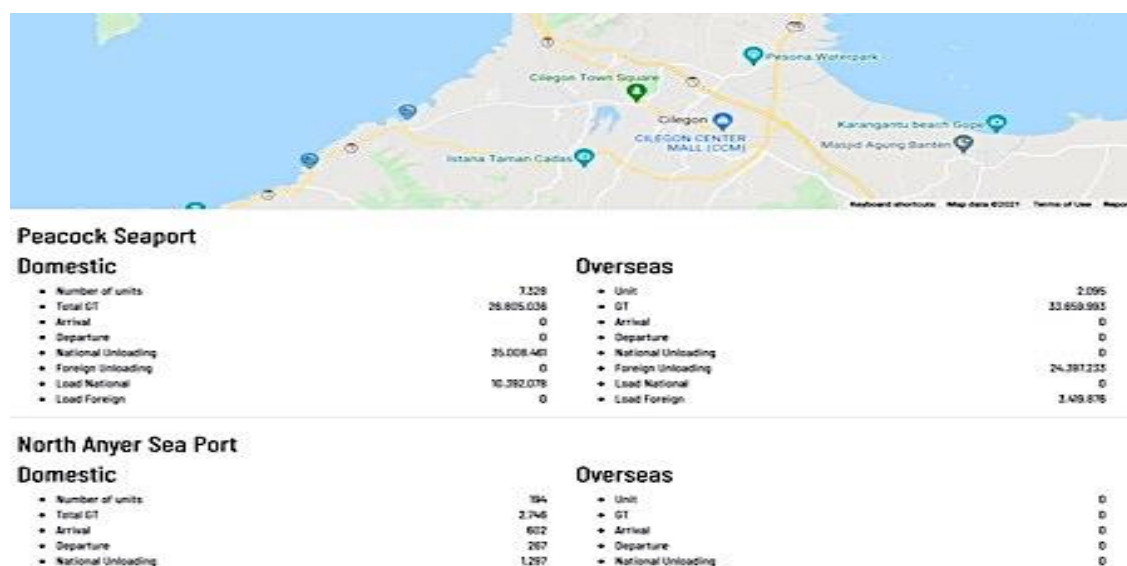 Pesona Waterpark
Cilegon Town Square
Cilegon
CILEGON CENTER
MALL (CCM)
Karangantu beach Gope
Masjid Agung Banten
Istana Taman Cadas
Keyboard shortcuts Map data ©2021 Terms of Use
Peacock Seaport
Domestic
Number of units 7.328
Total GT 26.805.036
Arrival 0
Departure 0
National Unloading 35.008.461
Foreign Unloading 0
Load National 10.392.078
Load Foreign 0
Overseas
Unit 2.095
GT 33.659.993
Arrival 0
Departure 0
National Unloading 0
Foreign Unloading 24.397.233
Load National 0
Load Foreign 3.419.876
North Anyer Sea Port
Domestic
Number of units 194
Total GT 2.746
Arrival 602
Departure 267
National Unloading 1.297
Overseas
Unit 0
GT 0
Arrival 0
Departure 0
National Unloading 0